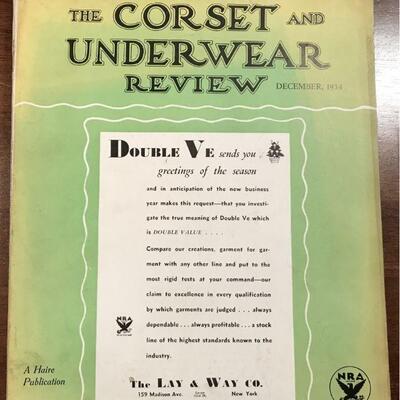 THE CORSET AND
UNDERWEAR
REVIEW
DECEMBER, 1934
DOUBLE VE sends you
greetings of the season
and in anticipation of the new business
year makes this request—that you investi-
gate the true meaning of Double Ve which
is DOUBLE VALUE . . . .
Compare our creations, garment for gar-
ment with any other line and put to the
most rigid tests at your command—our
claim to excellence in every qualification
by which garments are judged . . . always
dependable . . . always profitable . . . a stock
line of the highest standards known to the
industry.
NRA
The LAY & WAY CO.
159 Madison Ave.
New York
A Haire
Publication
NRA